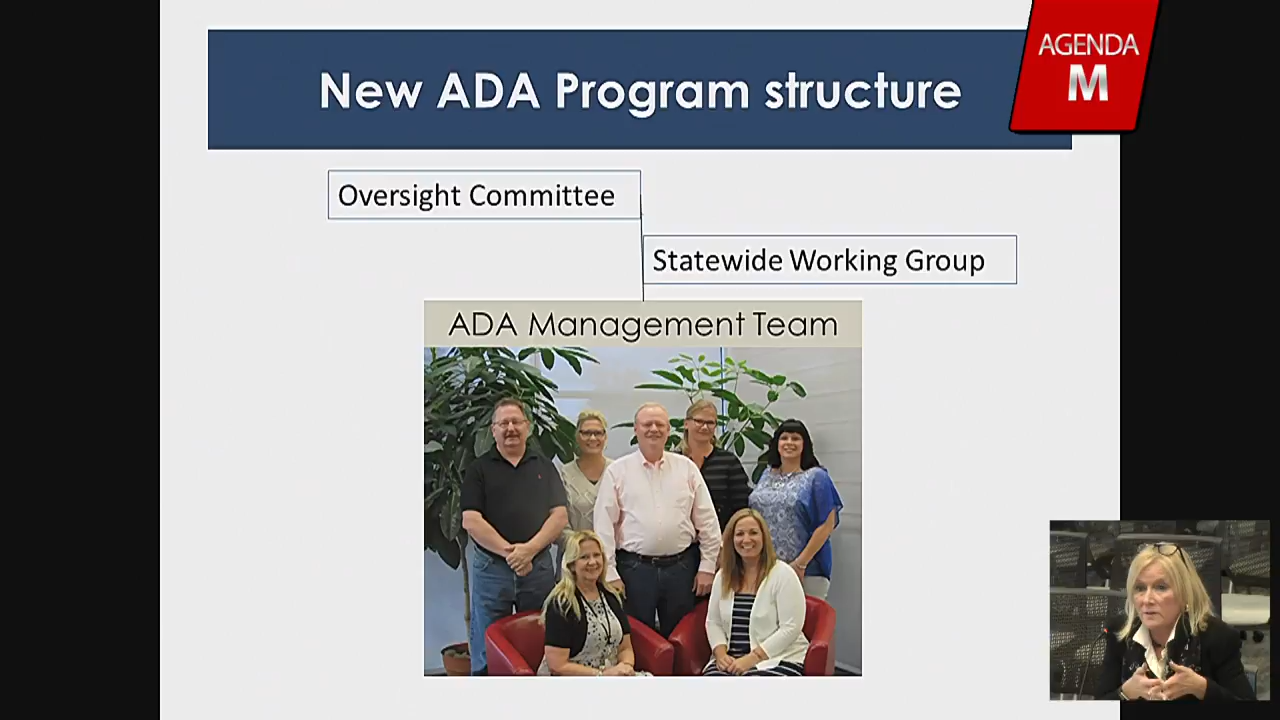 New ADA Program structure
AGENDA
M
Oversight Committee
Statewide Working Group
ADA Management Team